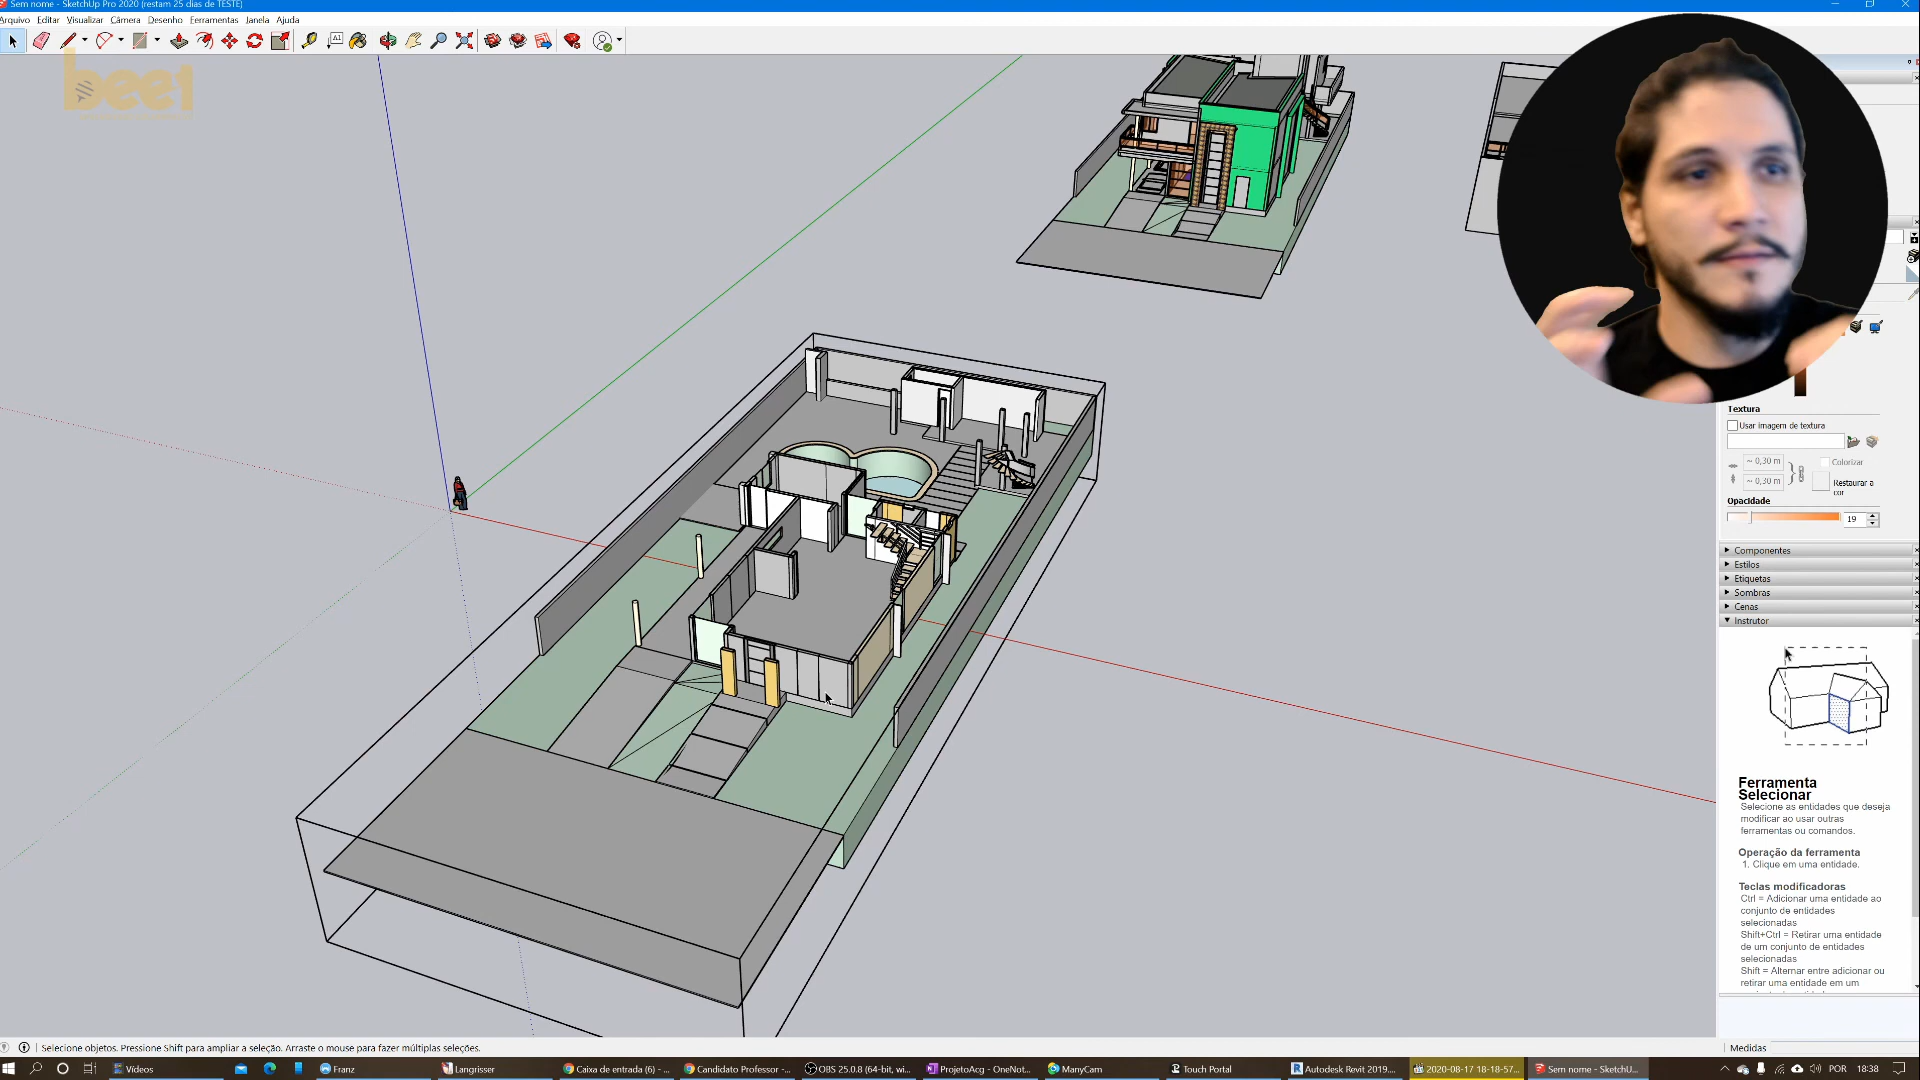 Sem nome - SketchUp Pro 2020 (restam 25 dias de TESTE)
Arquivo Editar Visualizar Câmera Desenho Ferramentas Janela Ajuda
beet
Textura
Usar imagem de textura
~ 0,30 m
Colorizar
~ 0,30 m
Restaurar a
cor
Opacidade
19
Componentes
Estilos
Etiquetas
Sombras
Cenas
Instrutor
Ferramenta
Selecionar
Selecione as entidades que deseja
modificar ao usar outras
ferramentas ou comandos.
Operação da ferramenta
1. Clique em uma entidade.
Teclas modificadoras
Ctrl = Adicionar uma entidade ao
conjunto de entidades
selecionadas
Shift+Ctrl = Retirar uma entidade
de um conjunto de entidades
selecionadas
Shift = Alternar entre adicionar ou
retirar uma entidade em um
Selecione objetos. Pressione Shift para ampliar a seleção. Arraste o mouse para fazer múltiplas seleções.
Medidas
Vídeos
Franz
Langrisser
Caixa de entrada (6) - ...
Candidato Professor -...
OBS 25.0.8 (64-bit, wi...
ProjetoAcg - OneNot...
ManyCam
Touch Portal
Autodesk Revit 2019...
2020-08-17 18-18-57...
Sem nome - SketchU...
POR
18:38